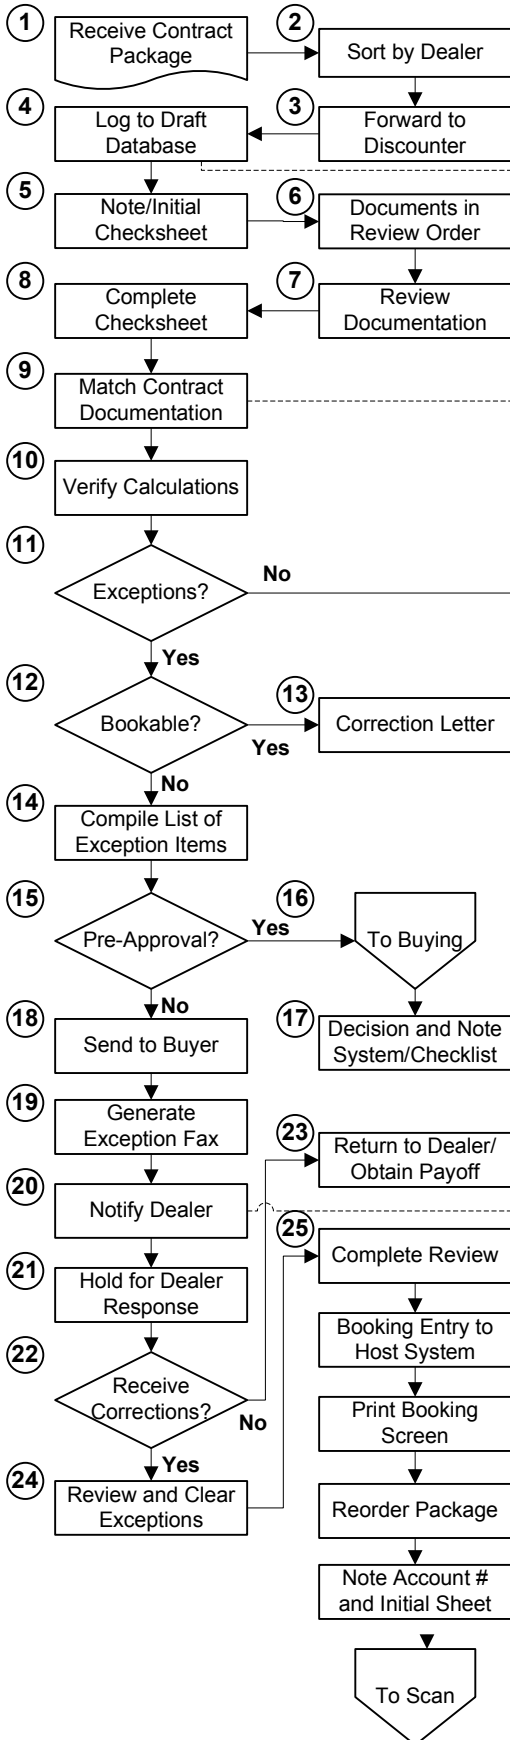 1
Receive Contract
Package
2
Sort by Dealer
4
Log to Draft
Database
3
Forward to
Discounter
5
Note/Initial
Checksheet
6
Documents in
Review Order
8
Complete
Checksheet
7
Review
Documentation
9
Match Contract
Documentation
10
Verify Calculations
11
Exceptions?
No
Yes
12
Bookable?
Yes
13
Correction Letter
No
14
Compile List of
Exception Items
15
Pre-Approval?
Yes
16
To Buying
No
17
Decision and Note
System/Checklist
18
Send to Buyer
19
Generate
Exception Fax
23
Return to Dealer/
Obtain Payoff
20
Notify Dealer
25
Complete Review
21
Hold for Dealer
Response
Booking Entry to
Host System
22
Receive
Corrections?
No
Print Booking
Screen
Yes
24
Review and Clear
Exceptions
Reorder Package
Note Account #
and Initial Sheet
To Scan